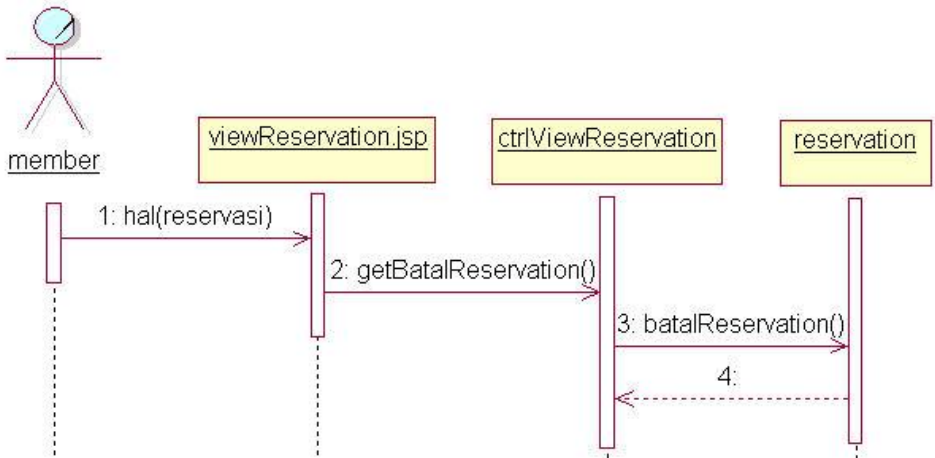 member
viewReservation.jsp
ctrlViewReservation
reservation
1: hal(reservasi)
2: getBatalReservation()
3: batalReservation()
4: